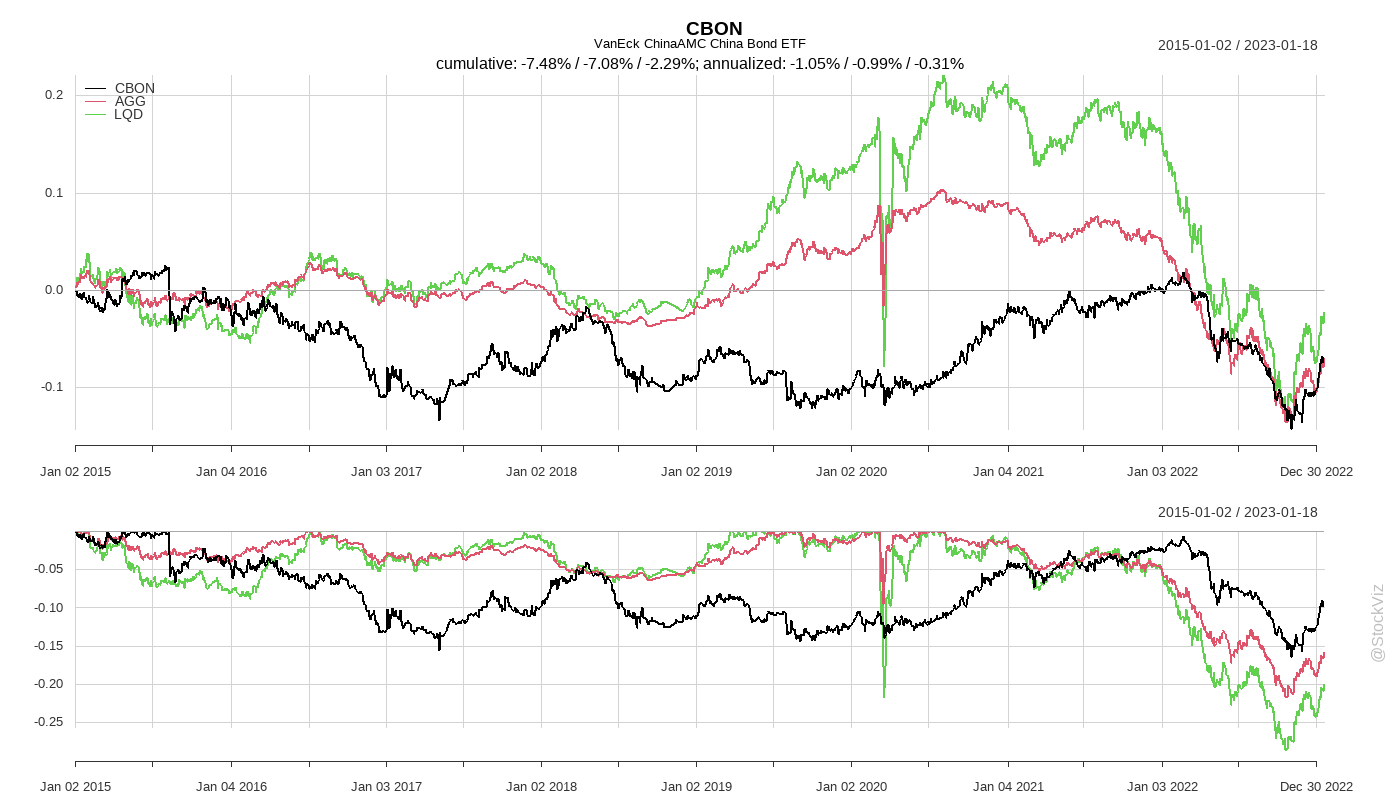 CBON
VanEck ChinaAMC China Bond ETF
2015-01-02 / 2023-01-18
cumulative: -7.48% / -7.08% / -2.29%; annualized: -1.05% / -0.99% / -0.31%
CBON
AGG
LQD
0.2
0.1
0.0
-0.1
Jan 02 2015 Jan 04 2016 Jan 03 2017 Jan 02 2018 Jan 02 2019 Jan 02 2020 Jan 04 2021 Jan 03 2022 Dec 30 2022
2015-01-02 / 2023-01-18
-0.05
-0.10
-0.15
-0.20
-0.25
Jan 02 2015 Jan 04 2016 Jan 03 2017 Jan 02 2018 Jan 02 2019 Jan 02 2020 Jan 04 2021 Jan 03 2022 Dec 30 2022
@StockViz